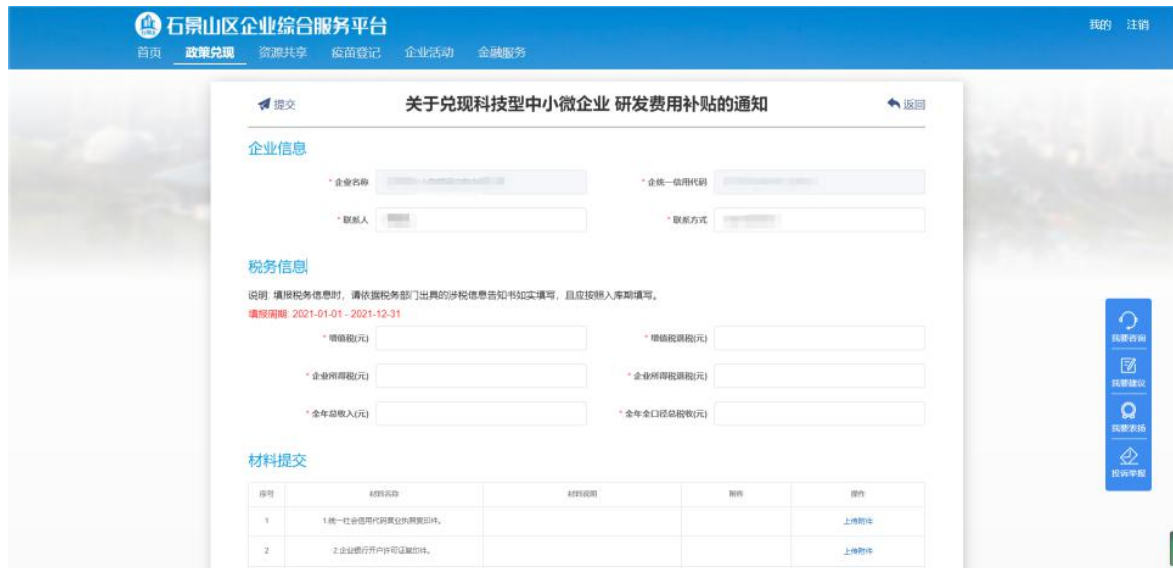 石景山区企业综合服务平台
我的 注销
首页 政策兑现 资源共享 疫苗登记 企业活动 金融服务
提交 关于兑现科技型中小微企业 研发费用补贴的通知 返回
企业信息
* 企业名称 * 企统一信用代码
* 联系人 * 联系方式
税务信息
说明: 填报税务信息时，请依据税务部门出具的涉税信息告知书如实填写，且应按照入库期填写。
填报周期: 2021-01-01 - 2021-12-31
* 增值税(元) * 增值税退税(元)
* 企业所得税(元) * 企业所得税退税(元)
* 全年总收入(元) * 全年全口径总税收(元)
我要咨询
我要建议
我要表扬
投诉举报
材料提交
序号 材料名称 材料说明 附件 操作
1 1.统一社会信用代码营业执照复印件。 上传附件
2 2.企业银行开户许可证复印件。 上传附件